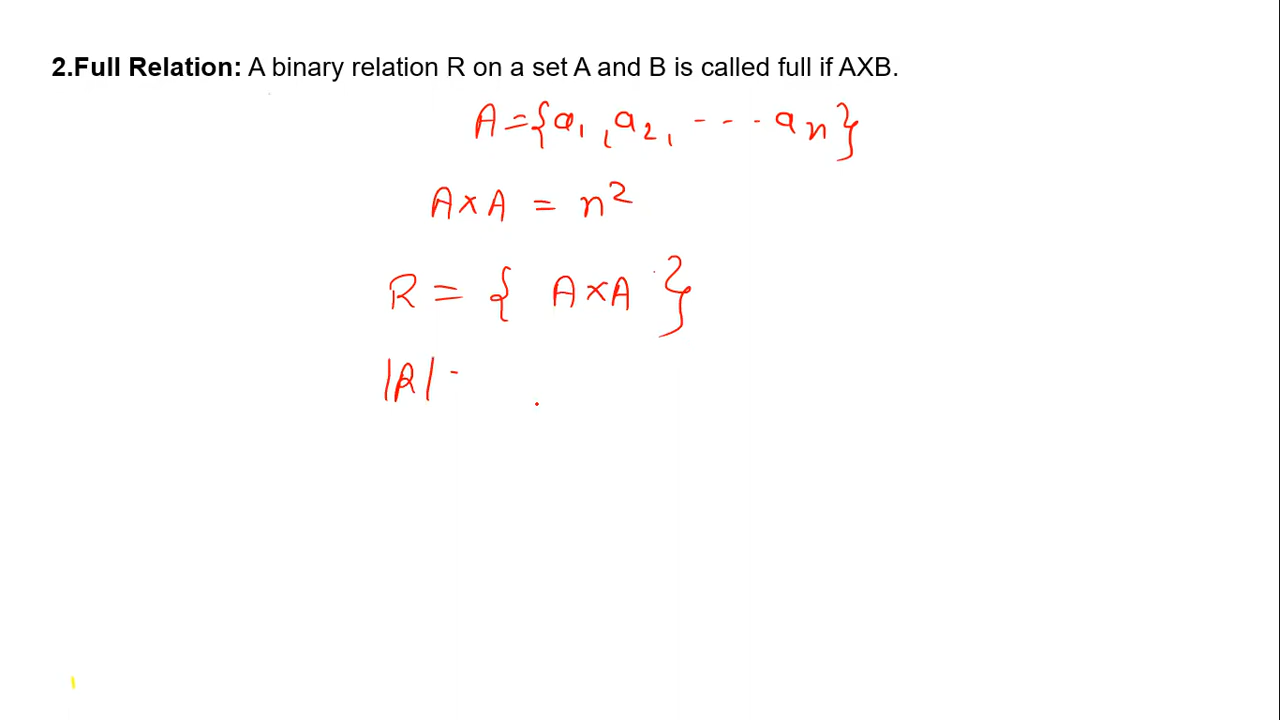 2.Full Relation: A binary relation R on a set A and B is called full if AXB.
A={a₁,a₂,---aₙ}
A×A = n²
R = { A×A }
|R| -